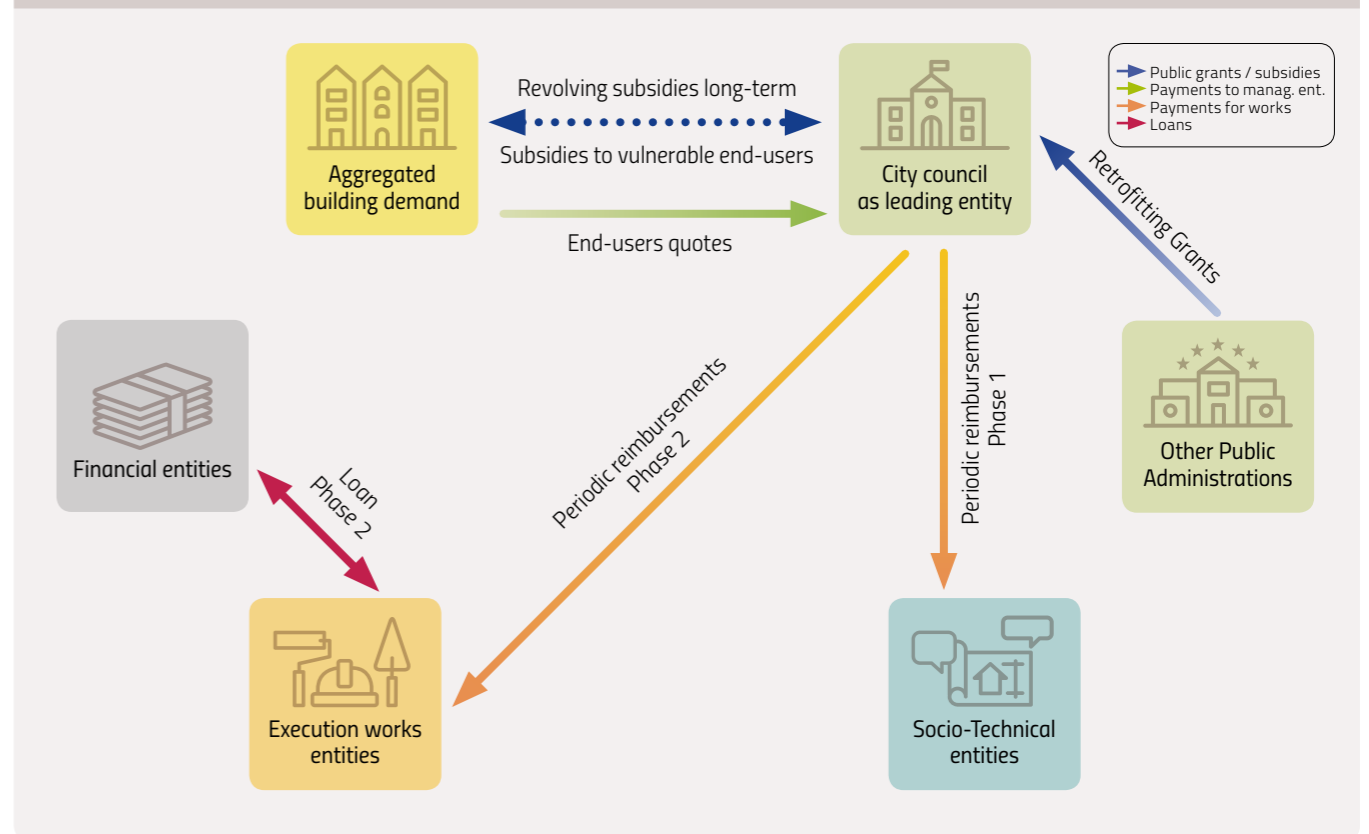 Revolving subsidies long-term
Subsidies to vulnerable end-users
Aggregated
building demand
City council
as leading entity
End-users quotes
Public grants / subsidies
Payments to manag. ent.
Payments for works
Loans
Retrofitting Grants
Financial entities
Loan
Phase 2
Periodic reimbursements
Phase 2
Periodic reimbursements
Phase 1
Other Public
Administrations
Execution works
entities
Socio-Technical
entities